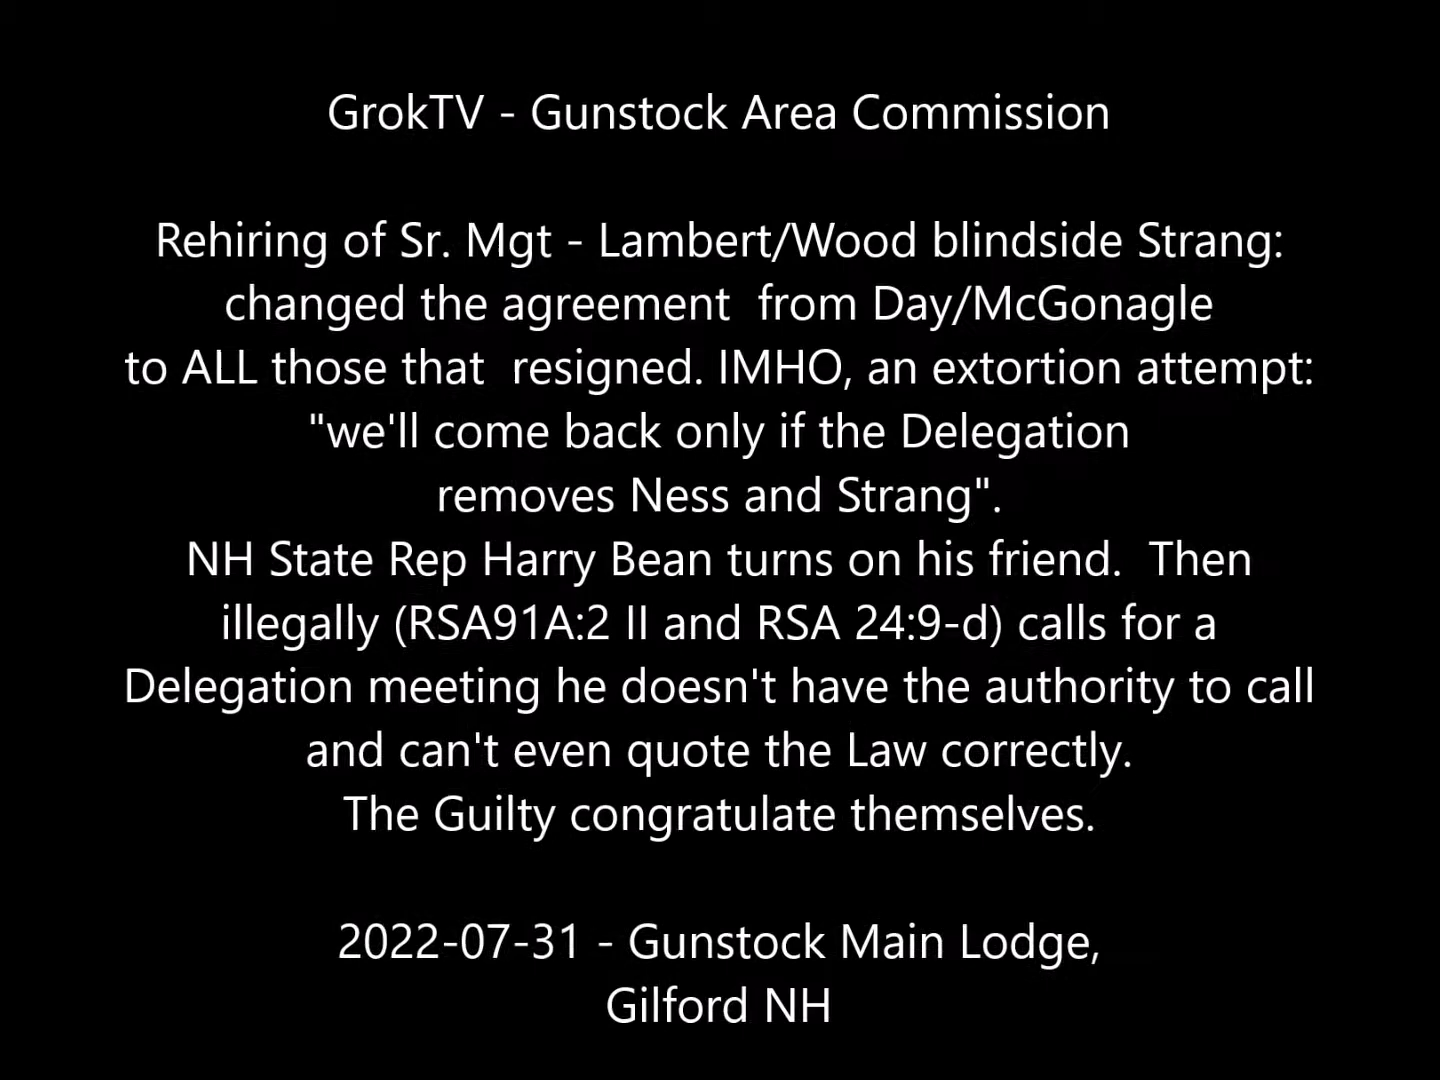 GrokTV - Gunstock Area Commission
Rehiring of Sr. Mgt - Lambert/Wood blindside Strang:
changed the agreement  from Day/McGonagle
to ALL those that  resigned. IMHO, an extortion attempt:
"we'll come back only if the Delegation
removes Ness and Strang".
NH State Rep Harry Bean turns on his friend.  Then
illegally (RSA91A:2 II and RSA 24:9-d) calls for a
Delegation meeting he doesn't have the authority to call
and can't even quote the Law correctly.
The Guilty congratulate themselves.
2022-07-31 - Gunstock Main Lodge,
Gilford NH